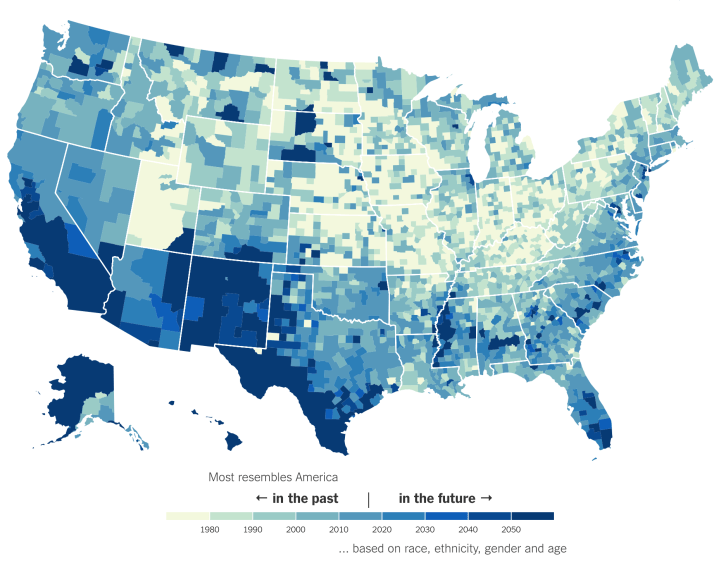 Most resembles America
← in the past | in the future →
1980 1990 2000 2010 2020 2030 2040 2050
... based on race, ethnicity, gender and age